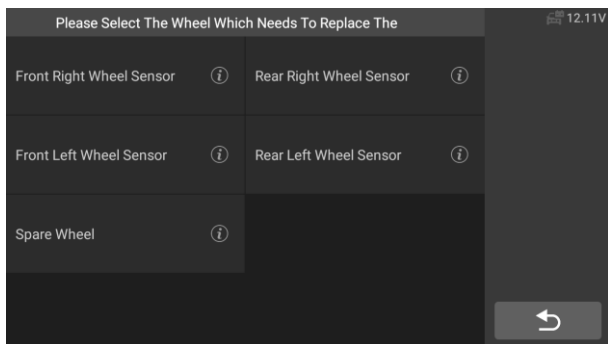 Please Select The Wheel Which Needs To Replace The
12.11V
Front Right Wheel Sensor
Rear Right Wheel Sensor
Front Left Wheel Sensor
Rear Left Wheel Sensor
Spare Wheel